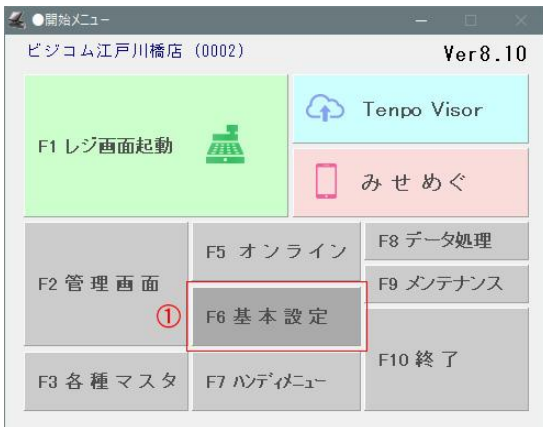 ●開始メニュー
ビジコム江戸川橋店 (0002)
Ver8.10
F1 レジ画面起動
Tenpo Visor
みせめぐ
F2 管理画面
F5 オンライン
F8 データ処理
F9 メンテナンス
①
F6 基本設定
F10 終了
F3 各種マスタ
F7 ハンディメニュー